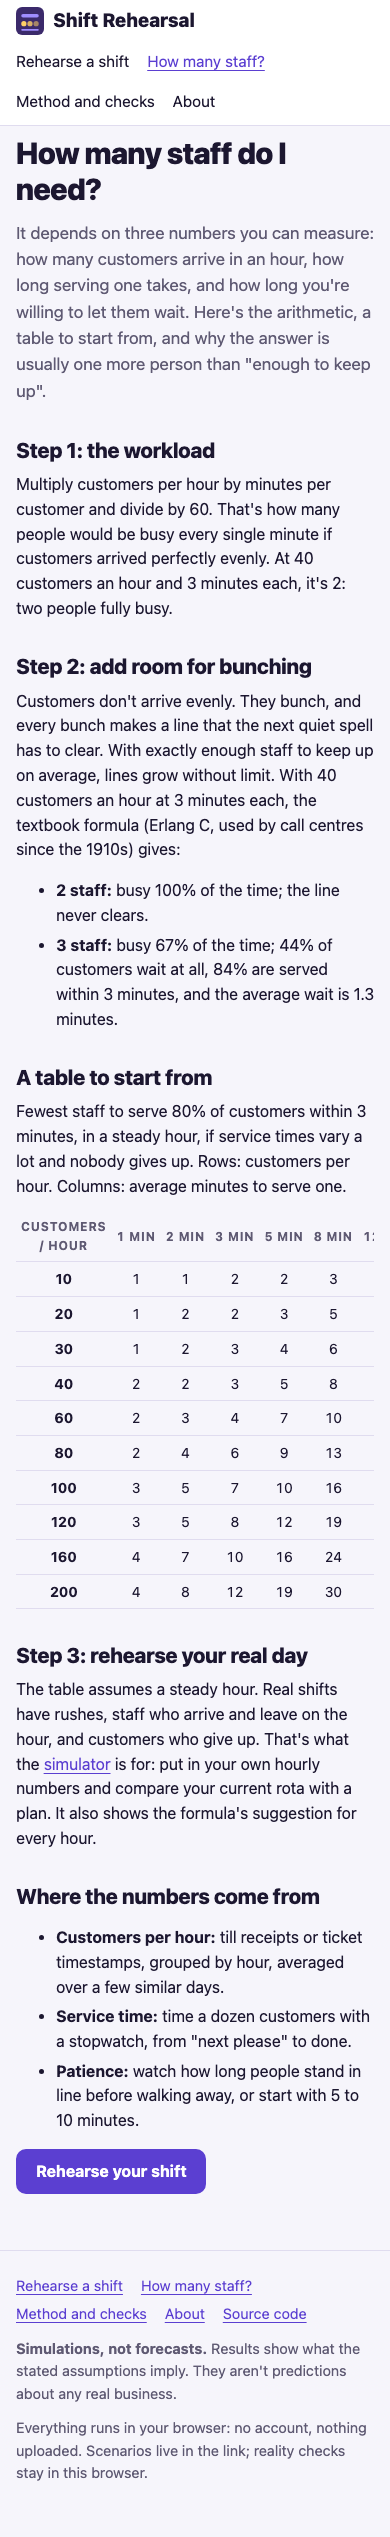 Shift Rehearsal
Rehearse a shift How many staff?
Method and checks About
How many staff do I
need?
It depends on three numbers you can measure:
how many customers arrive in an hour, how
long serving one takes, and how long you're
willing to let them wait. Here's the arithmetic, a
table to start from, and why the answer is
usually one more person than "enough to keep
up".
Step 1: the workload
Multiply customers per hour by minutes per
customer and divide by 60. That's how many
people would be busy every single minute if
customers arrived perfectly evenly. At 40
customers an hour and 3 minutes each, it's 2:
two people fully busy.
Step 2: add room for bunching
Customers don't arrive evenly. They bunch, and
every bunch makes a line that the next quiet spell
has to clear. With exactly enough staff to keep up
on average, lines grow without limit. With 40
customers an hour at 3 minutes each, the
textbook formula (Erlang C, used by call centres
since the 1910s) gives:
• 2 staff: busy 100% of the time; the line
never clears.
• 3 staff: busy 67% of the time; 44% of
customers wait at all, 84% are served
within 3 minutes, and the average wait is 1.3
minutes.
A table to start from
Fewest staff to serve 80% of customers within 3
minutes, in a steady hour, if service times vary a
lot and nobody gives up. Rows: customers per
hour. Columns: average minutes to serve one.
CUSTOMERS
/ HOUR 1 MIN 2 MIN 3 MIN 5 MIN 8 MIN
10 1 1 2 2 3
20 1 2 2 3 5
30 1 2 3 4 6
40 2 2 3 5 8
60 2 3 4 7 10
80 2 4 6 9 13
100 3 5 7 10 16
120 3 5 8 12 19
160 4 7 10 16 24
200 4 8 12 19 30
Step 3: rehearse your real day
The table assumes a steady hour. Real shifts
have rushes, staff who arrive and leave on the
hour, and customers who give up. That's what
the simulator is for: put in your own hourly
numbers and compare your current rota with a
plan. It also shows the formula's suggestion for
every hour.
Where the numbers come from
• Customers per hour: till receipts or ticket
timestamps, grouped by hour, averaged
over a few similar days.
• Service time: time a dozen customers with
a stopwatch, from "next please" to done.
• Patience: watch how long people stand in
line before walking away, or start with 5 to
10 minutes.
Rehearse your shift
Rehearse a shift How many staff?
Method and checks About Source code
Simulations, not forecasts. Results show what the
stated assumptions imply. They aren't predictions
about any real business.
Everything runs in your browser: no account, nothing
uploaded. Scenarios live in the link; reality checks
stay in this browser.